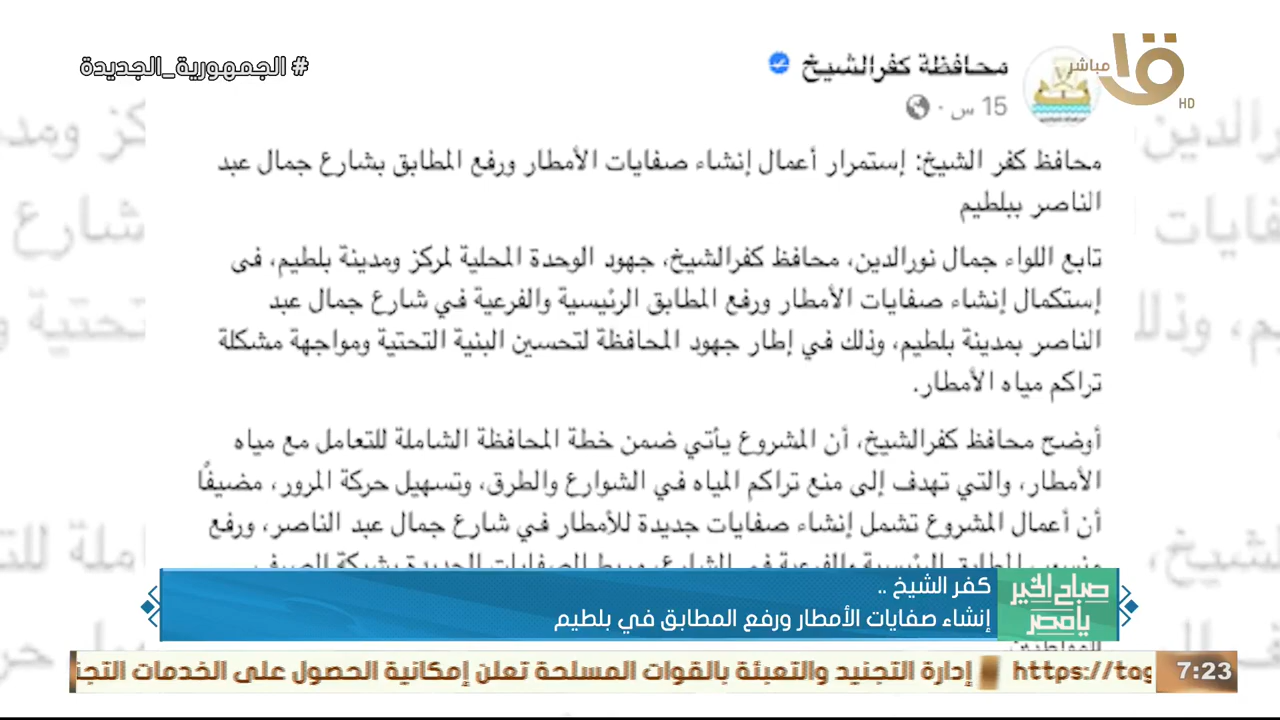 # الجمهورية_الجديدة
مباشر
HD
محافظة كفرالشيخ
15 س ·
محافظ كفر الشيخ: إستمرار أعمال إنشاء صفايات الأمطار ورفع المطابق بشارع جمال عبد
الناصر ببلطيم
تابع اللواء جمال نورالدين، محافظ كفرالشيخ، جهود الوحدة المحلية لمركز ومدينة بلطيم، فى
إستكمال إنشاء صفايات الأمطار ورفع المطابق الرئيسية والفرعية في شارع جمال عبد
الناصر بمدينة بلطيم، وذلك في إطار جهود المحافظة لتحسين البنية التحتية ومواجهة مشكلة
تراكم مياه الأمطار.
أوضح محافظ كفرالشيخ، أن المشروع يأتي ضمن خطة المحافظة الشاملة للتعامل مع مياه
الأمطار، والتي تهدف إلى منع تراكم المياه في الشوارع والطرق، وتسهيل حركة المرور، مضيفًا
أن أعمال المشروع تشمل إنشاء صفايات جديدة للأمطار في شارع جمال عبد الناصر، ورفع
صباح الخير
يا مصر
كفر الشيخ ..
إنشاء صفايات الأمطار ورفع المطابق في بلطيم
https://tag
إدارة التجنيد والتعبئة بالقوات المسلحة تعلن إمكانية الحصول على الخدمات التجن
7:23